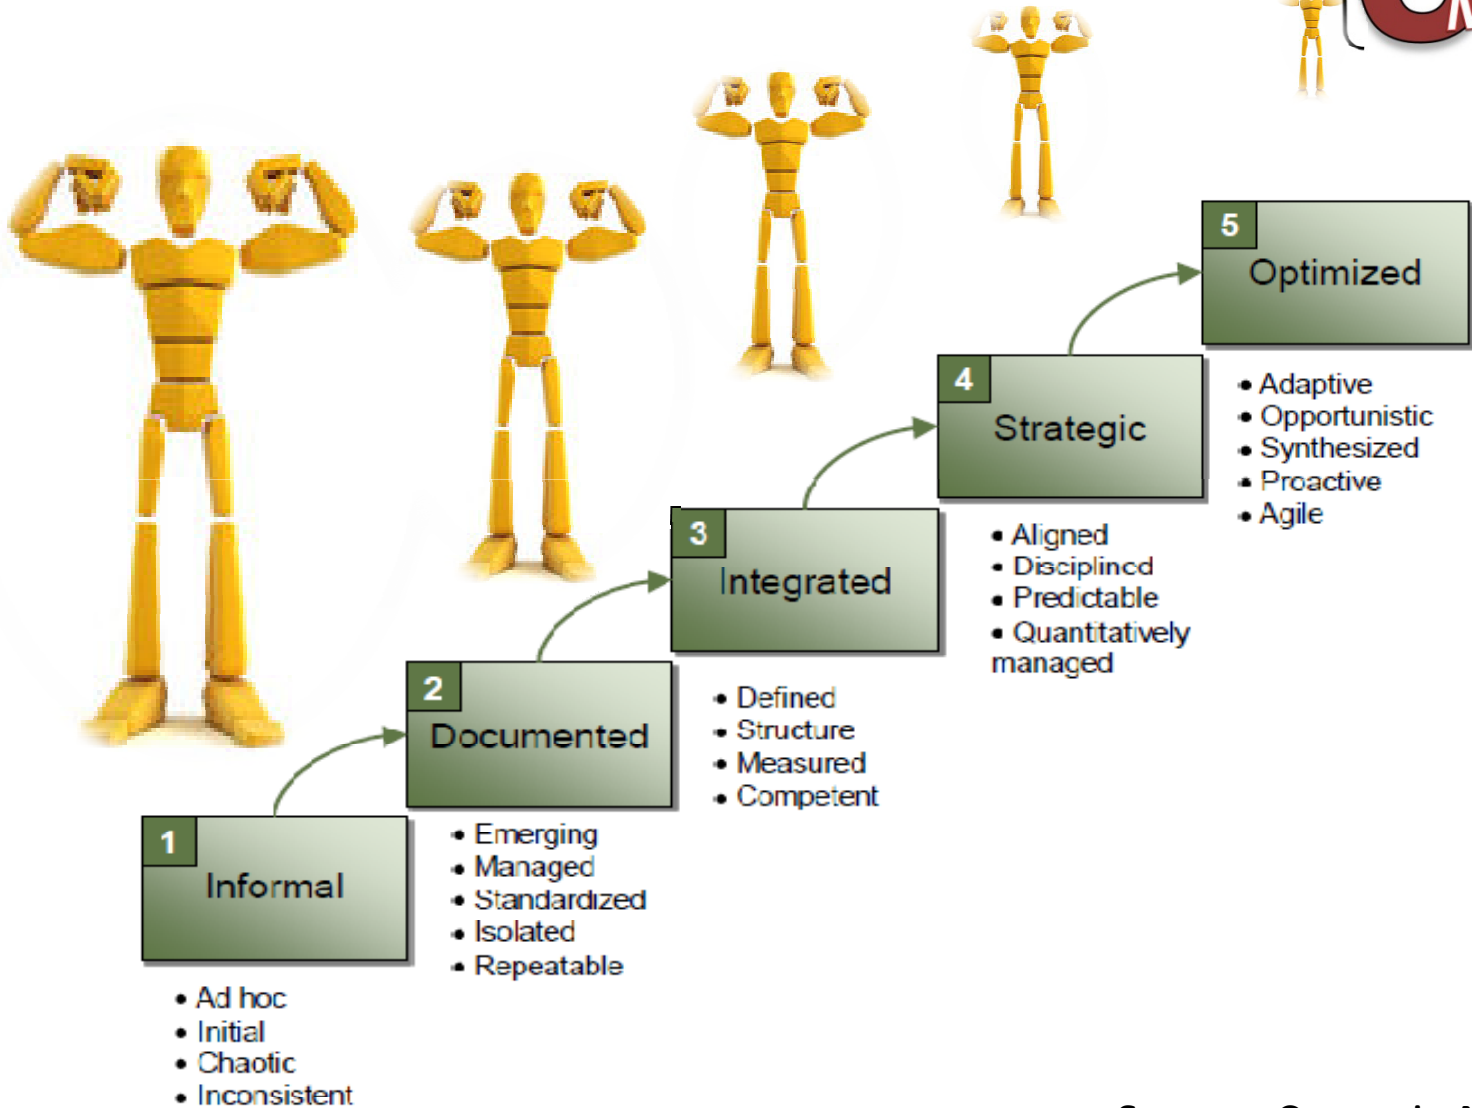 1
Informal
• Ad hoc
• Initial
• Chaotic
• Inconsistent
2
Documented
• Emerging
• Managed
• Standardized
• Isolated
• Repeatable
3
Integrated
• Defined
• Structure
• Measured
• Competent
4
Strategic
• Aligned
• Disciplined
• Predictable
• Quantitatively
managed
5
Optimized
• Adaptive
• Opportunistic
• Synthesized
• Proactive
• Agile